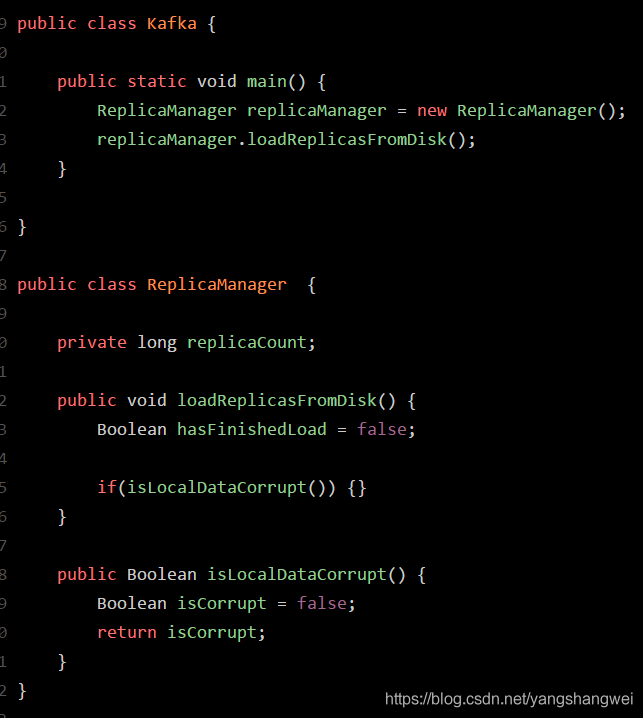 9 public class Kafka {
0
1     public static void main() {
2         ReplicaManager replicaManager = new ReplicaManager();
3         replicaManager.loadReplicasFromDisk();
4     }
5
6 }
7
8 public class ReplicaManager  {
9
0     private long replicaCount;
1
2     public void loadReplicasFromDisk() {
3         Boolean hasFinishedLoad = false;
4
5         if(isLocalDataCorrupt()) {}
6     }
7
8     public Boolean isLocalDataCorrupt() {
9         Boolean isCorrupt = false;
0         return isCorrupt;
1     }
2 }
https://blog.csdn.net/yangshangwei